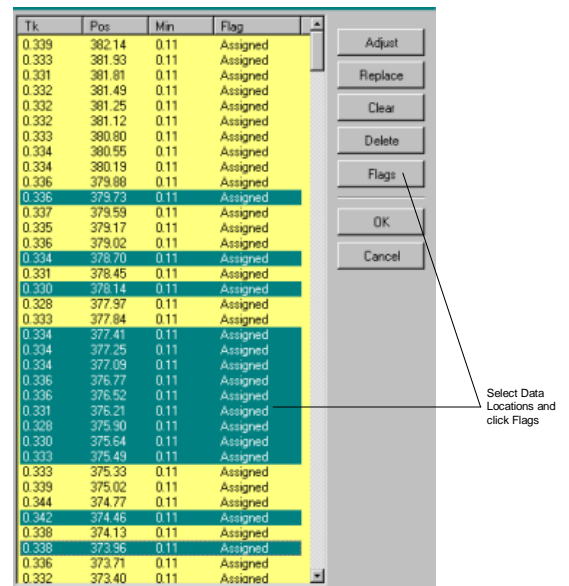 Tk Pos Min Flag
0.339 382.14 0.11 Assigned
0.333 381.93 0.11 Assigned
0.331 381.81 0.11 Assigned
0.332 381.49 0.11 Assigned
0.332 381.25 0.11 Assigned
0.332 381.12 0.11 Assigned
0.333 380.80 0.11 Assigned
0.334 380.55 0.11 Assigned
0.334 380.19 0.11 Assigned
0.336 379.88 0.11 Assigned
0.336 379.73 0.11 Assigned
0.337 379.59 0.11 Assigned
0.335 379.17 0.11 Assigned
0.336 379.02 0.11 Assigned
0.334 378.70 0.11 Assigned
0.331 378.45 0.11 Assigned
0.330 378.14 0.11 Assigned
0.328 377.97 0.11 Assigned
0.333 377.84 0.11 Assigned
0.334 377.41 0.11 Assigned
0.334 377.25 0.11 Assigned
0.334 377.09 0.11 Assigned
0.336 376.77 0.11 Assigned
0.336 376.52 0.11 Assigned
0.331 376.21 0.11 Assigned
0.328 375.90 0.11 Assigned
0.330 375.64 0.11 Assigned
0.333 375.49 0.11 Assigned
0.333 375.33 0.11 Assigned
0.339 375.02 0.11 Assigned
0.344 374.77 0.11 Assigned
0.342 374.46 0.11 Assigned
0.338 374.13 0.11 Assigned
0.338 373.96 0.11 Assigned
0.336 373.71 0.11 Assigned
0.332 373.40 0.11 Assigned
Adjust
Replace
Clear
Delete
Flags
OK
Cancel
Select Data
Locations and
click Flags